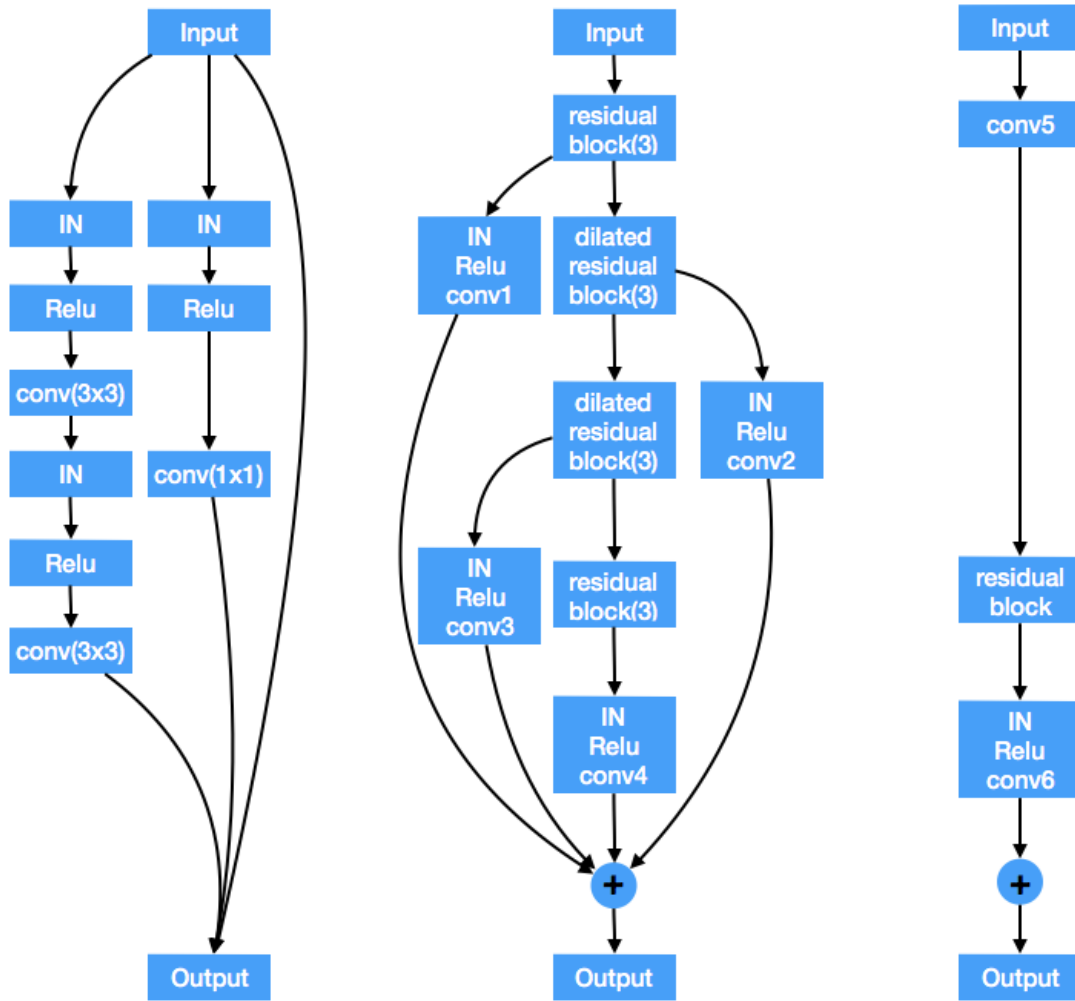 Input
IN
Relu
conv(3x3)
IN
Relu
conv(3x3)
IN
Relu
conv(1x1)
Output
Input
residual
block(3)
IN
Relu
conv1
dilated
residual
block(3)
dilated
residual
block(3)
IN
Relu
conv2
IN
Relu
conv3
residual
block(3)
IN
Relu
conv4
+
Output
Input
conv5
residual
block
IN
Relu
conv6
+
Output